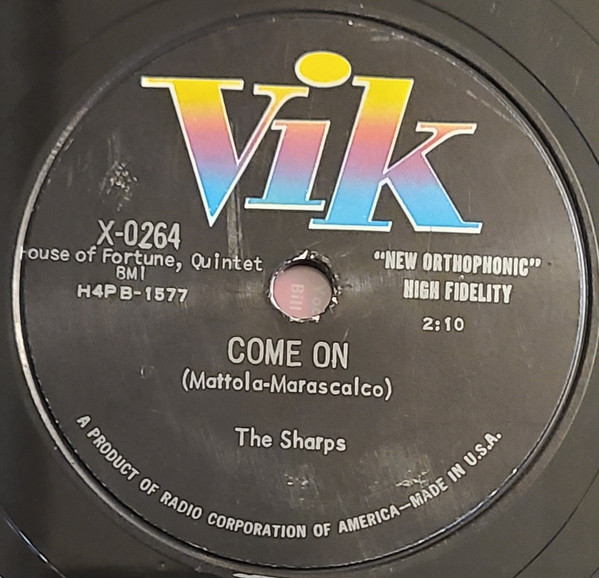 Vik
X-0264
ouse of Fortune, Quintet
BMI
H4PB-1577
"NEW ORTHOPHONIC"
HIGH FIDELITY
2:10
COME ON
(Mattola-Marascalco)
The Sharps
A PRODUCT OF RADIO CORPORATION OF AMERICA—MADE IN U.S.A.
Bill